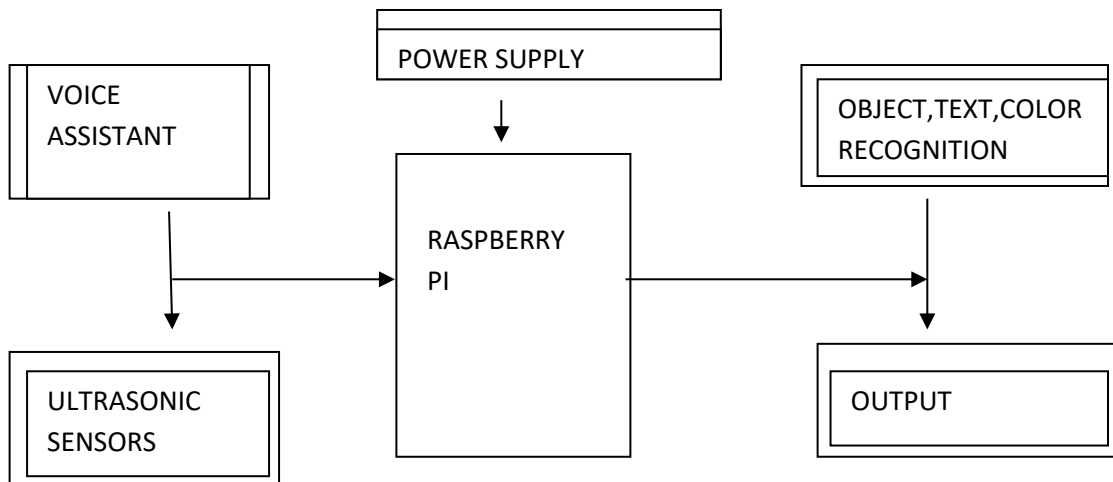 POWER SUPPLY
VOICE
ASSISTANT
OBJECT,TEXT,COLOR
RECOGNITION
RASPBERRY
PI
ULTRASONIC
SENSORS
OUTPUT